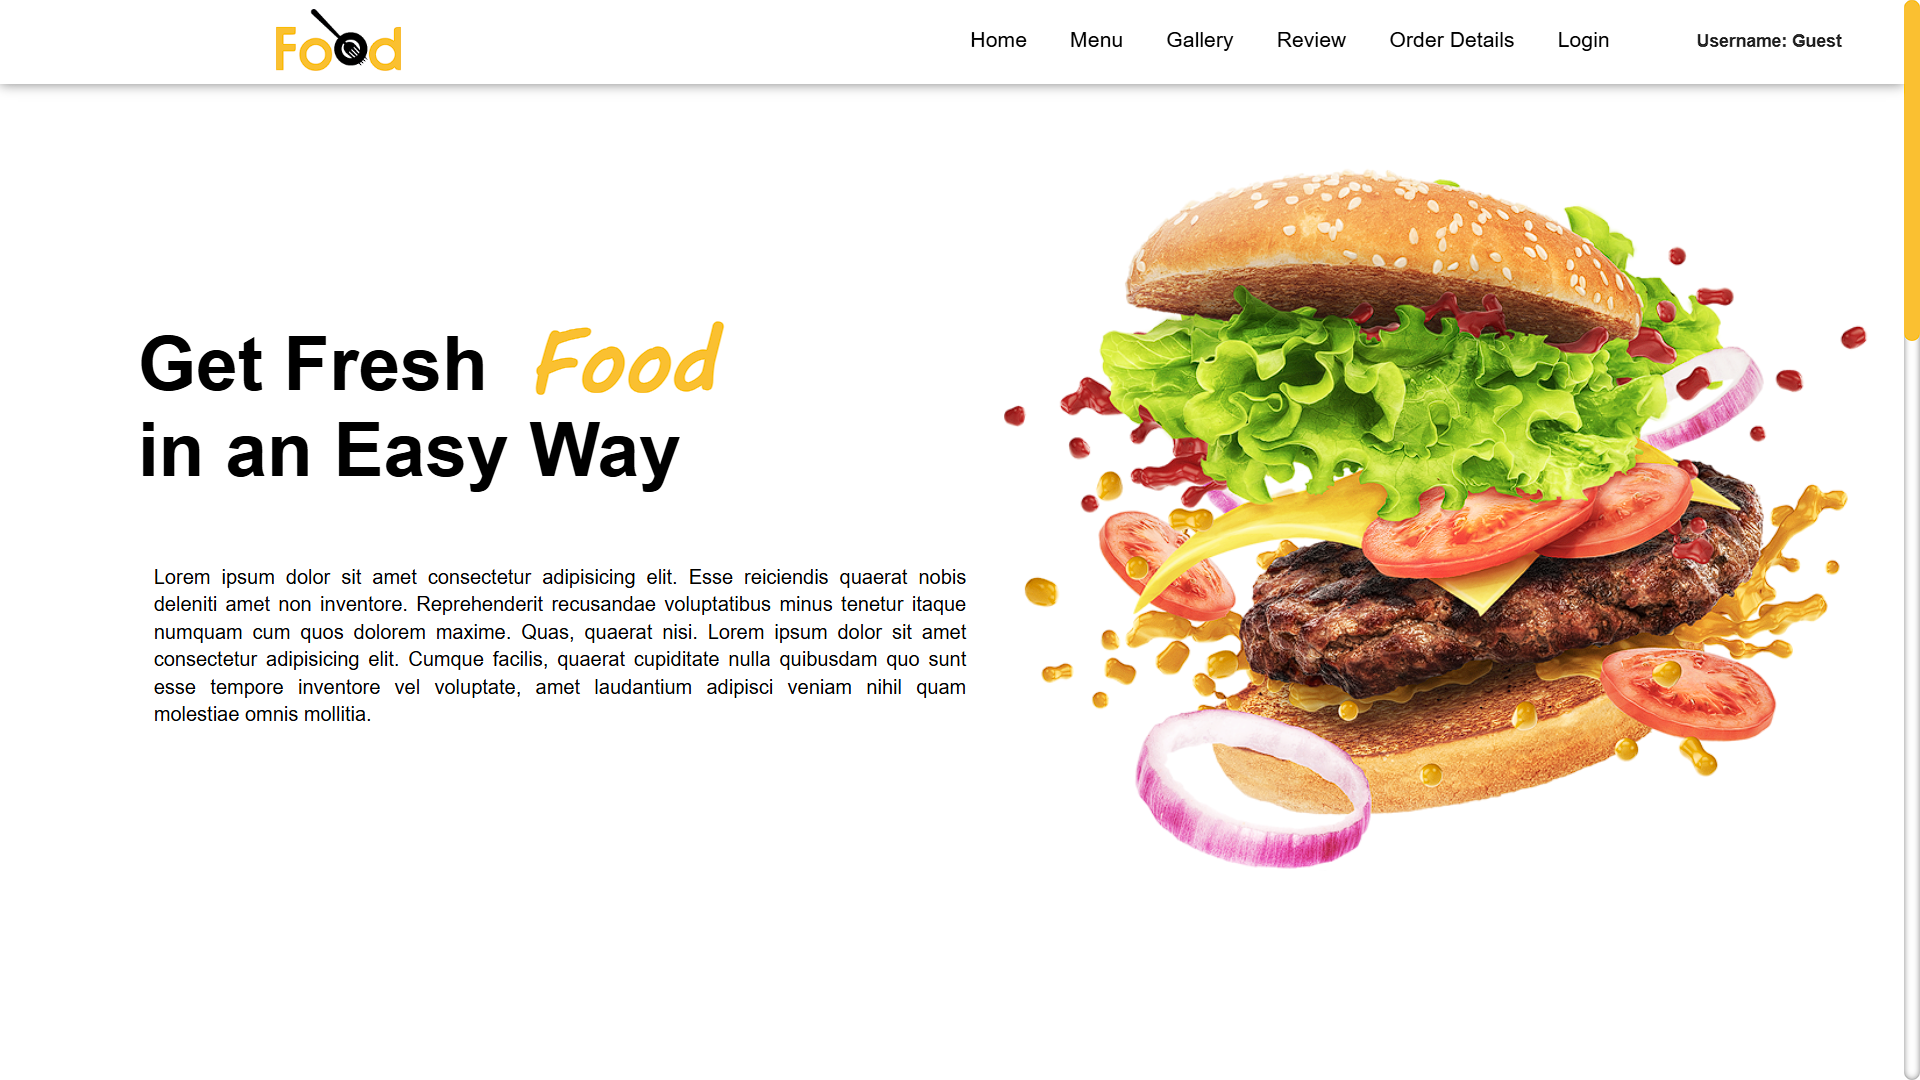 Food
Home Menu Gallery Review Order Details Login Username: Guest
Get Fresh Food
in an Easy Way
Lorem ipsum dolor sit amet consectetur adipisicing elit. Esse reiciendis quaerat nobis
deleniti amet non inventore. Reprehenderit recusandae voluptatibus minus tenetur itaque
numquam cum quos dolorem maxime. Quas, quaerat nisi. Lorem ipsum dolor sit amet
consectetur adipisicing elit. Cumque facilis, quaerat cupiditate nulla quibusdam quo sunt
esse tempore inventore vel voluptate, amet laudantium adipisci veniam nihil quam
molestiae omnis mollitia.